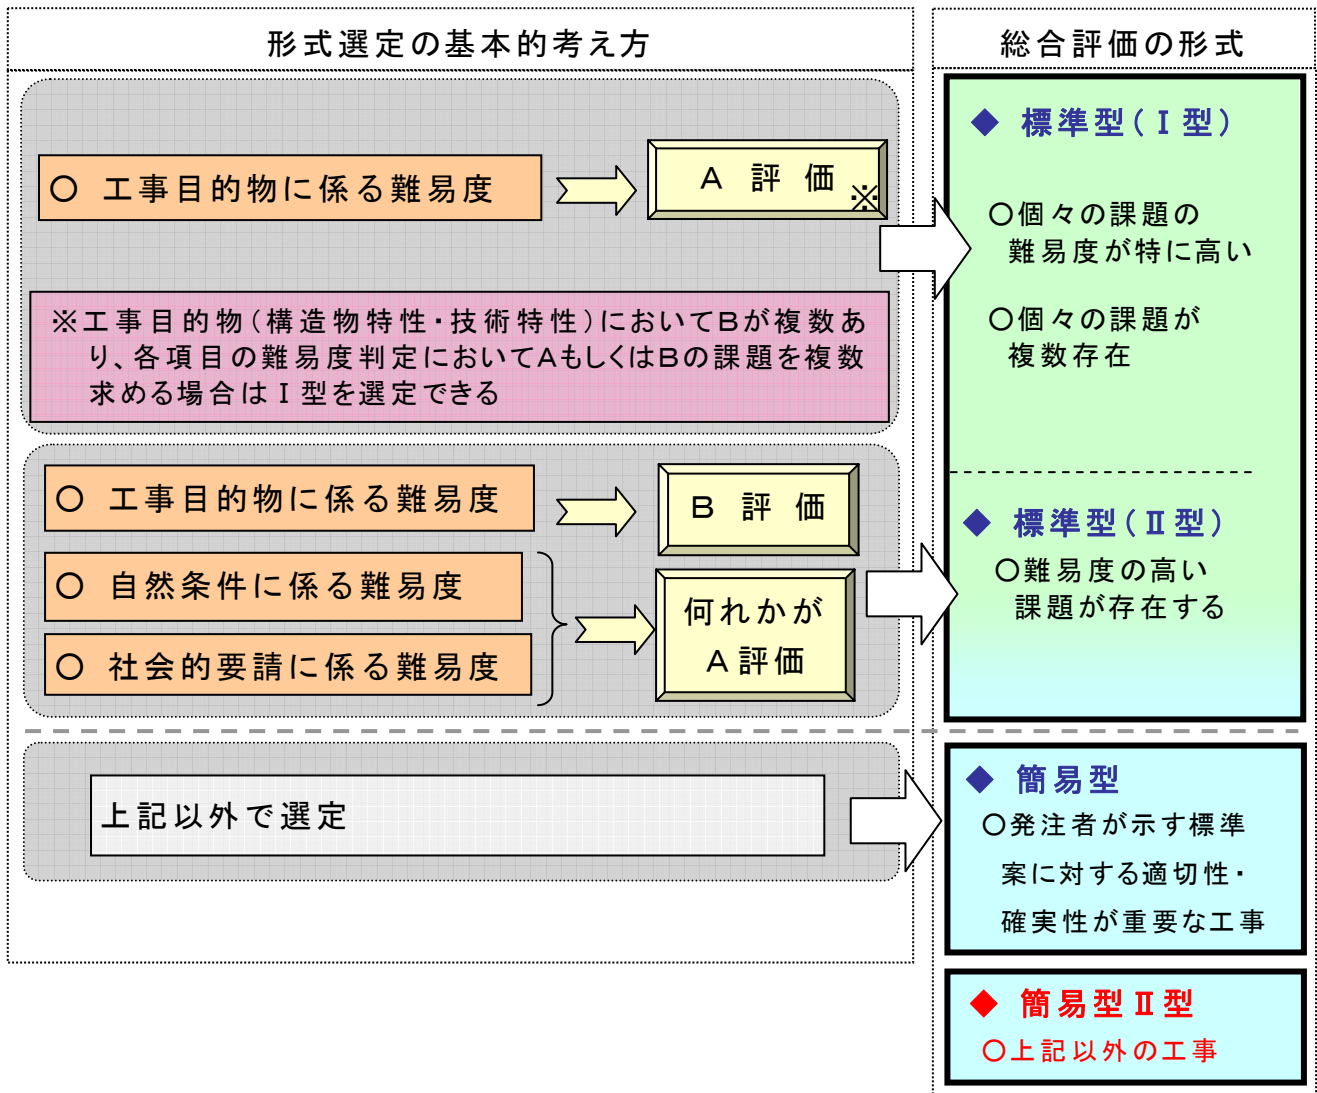 形式選定の基本的考え方
○ 工事目的物に係る難易度
A 評 価
※
※工事目的物(構造物特性・技術特性)においてBが複数あ
り、各項目の難易度判定においてAもしくはBの課題を複数
求める場合はⅠ型を選定できる
○ 工事目的物に係る難易度
B 評 価
○ 自然条件に係る難易度
○ 社会的要請に係る難易度
何れかが
A評価
上記以外で選定
総合評価の形式
◆ 標準型(Ⅰ型)
○個々の課題の
難易度が特に高い
○個々の課題が
複数存在
◆ 標準型(Ⅱ型)
○難易度の高い
課題が存在する
◆ 簡易型
○発注者が示す標準
案に対する適切性・
確実性が重要な工事
◆ 簡易型Ⅱ型
○上記以外の工事